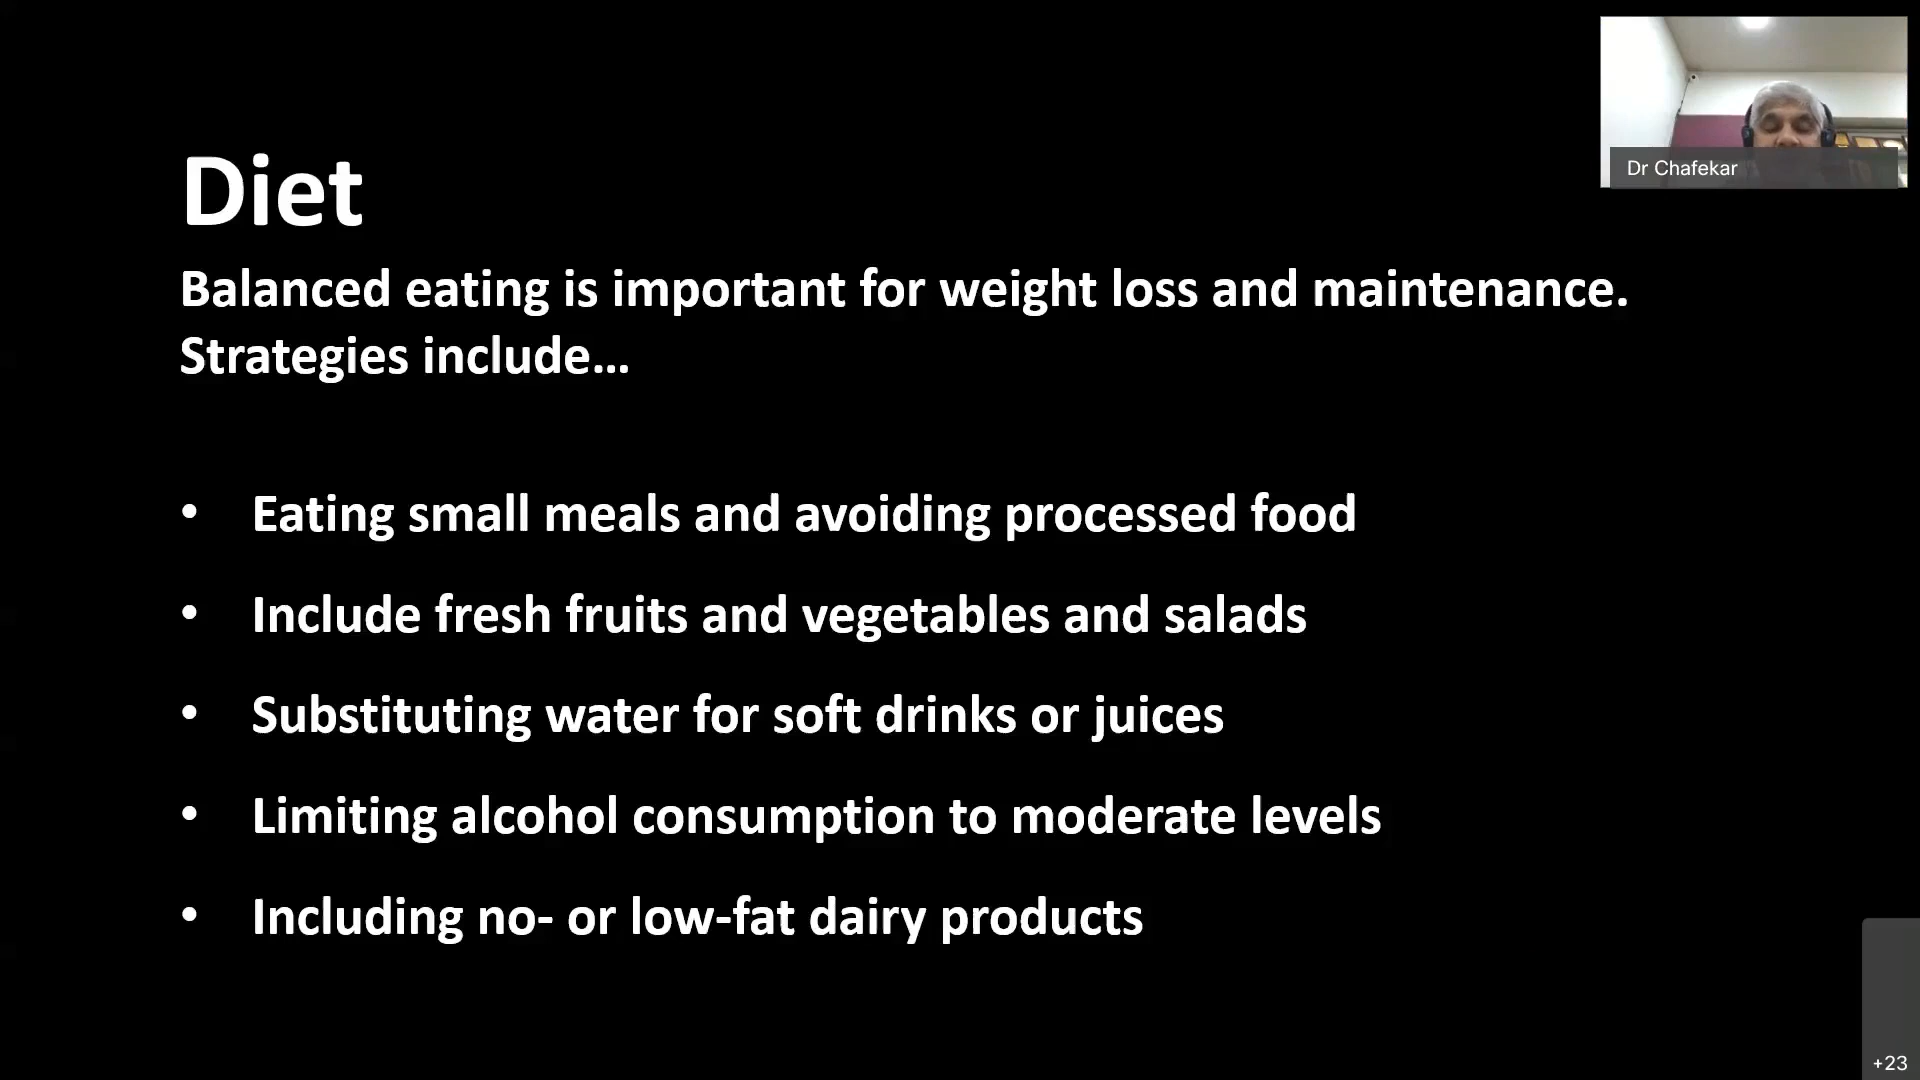 Dr Chafekar
Diet
Balanced eating is important for weight loss and maintenance.
Strategies include...
• Eating small meals and avoiding processed food
• Include fresh fruits and vegetables and salads
• Substituting water for soft drinks or juices
• Limiting alcohol consumption to moderate levels
• Including no- or low-fat dairy products
+23